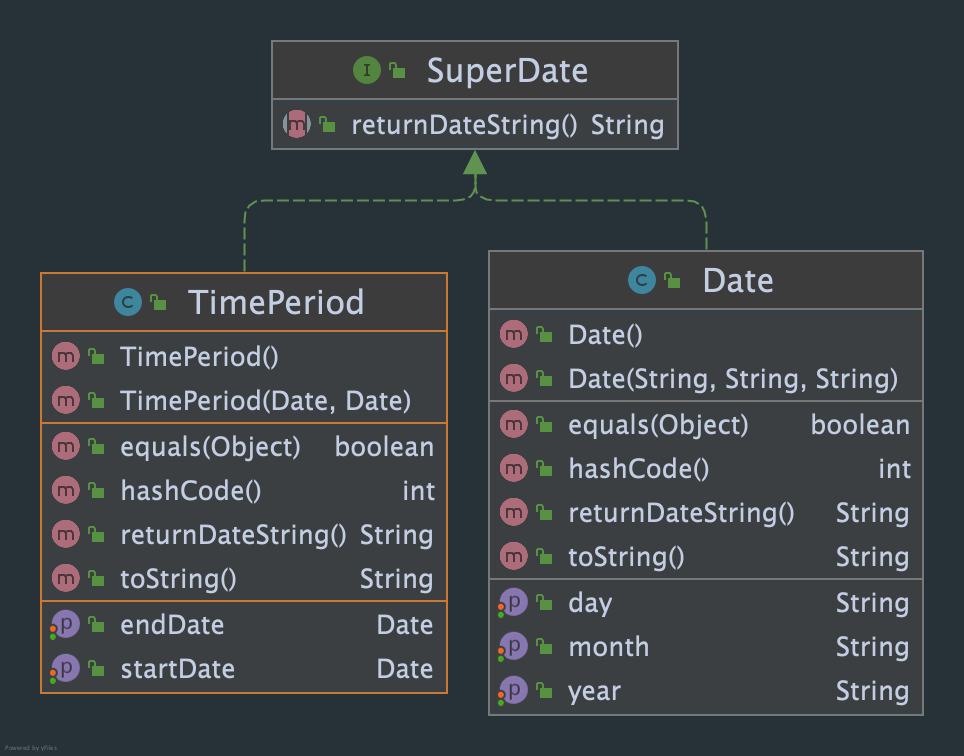 I SuperDate
m returnDateString() String
C TimePeriod
m TimePeriod()
m TimePeriod(Date, Date)
m equals(Object) boolean
m hashCode() int
m returnDateString() String
m toString() String
p endDate Date
p startDate Date
C Date
m Date()
m Date(String, String, String)
m equals(Object) boolean
m hashCode() int
m returnDateString() String
m toString() String
p day String
p month String
p year String
Powered by yFiles